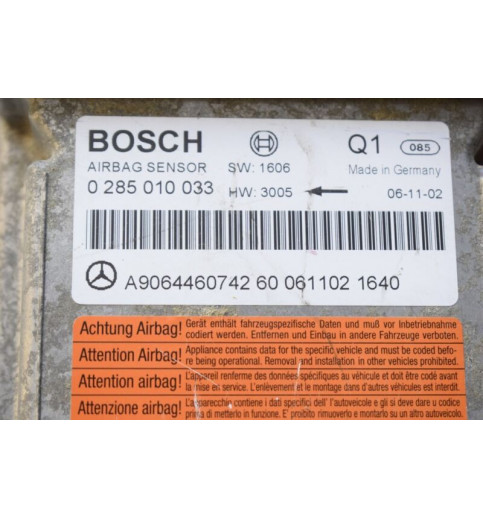 BOSCH Q1 085
AIRBAG SENSOR SW: 1606 Made in Germany
0 285 010 033 HW: 3005 06-11-02
A9064460742 60 061102 1640
Achtung Airbag! Gerät enthält fahrzeugspezifische Daten und muß vor Inbetriebnahme
codiert werden. Einbau und Umbau in andere Fahrzeuge verboten.
Attention Airbag! Appliance contains data for the specific vehicle and must be coded befo-
re being operational. Removal and installation in other vehicles prohibited.
Attention Airbag! L'appareil renferme des données spécifiques au véhicule et doit être codé avant
la mise en service. L'enlèvement et le montage dans d'autres véhicules est interdit.
Attenzione airbag! L'apparecchio contiene i dati specifici dell' l'autoveicolo e gli si deve dare u codice
prima di metterlo in funzione. E' proibito rimuoverlo e montarlo su un altro autoveicolo.